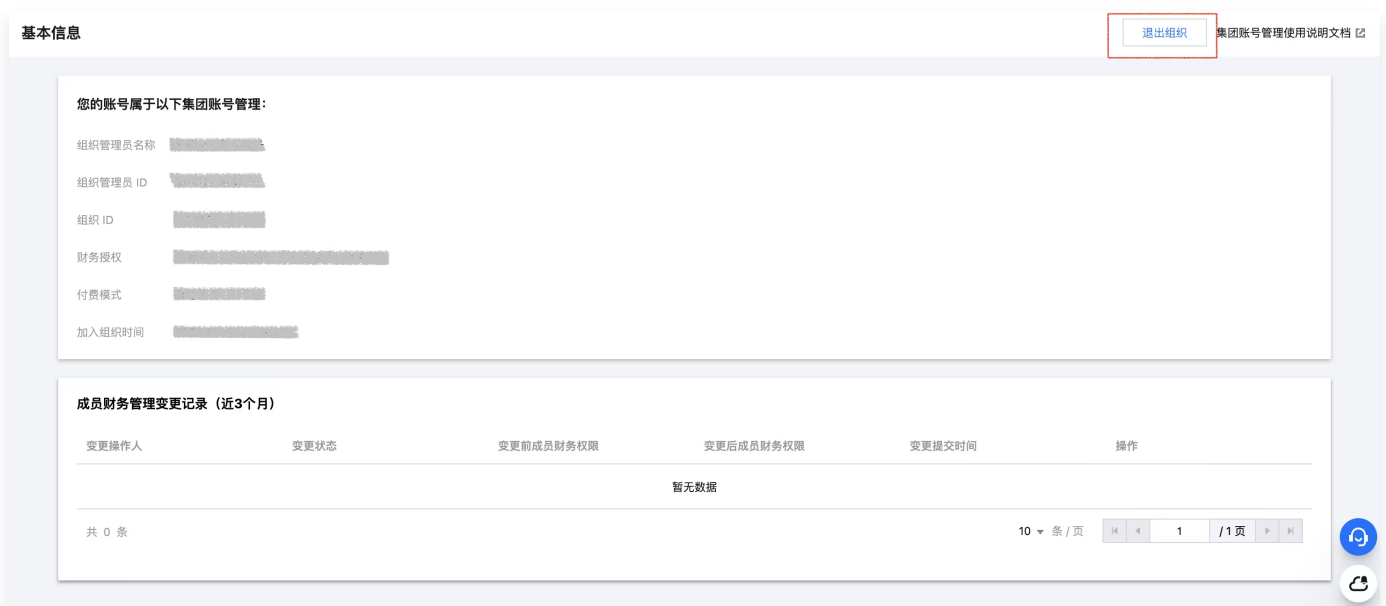 基本信息
退出组织 集团账号管理使用说明文档
您的账号属于以下集团账号管理：
组织管理员名称
组织管理员 ID
组织 ID
财务授权
付费模式
加入组织时间
成员财务管理变更记录（近3个月）
变更操作人 变更状态 变更前成员财务权限 变更后成员财务权限 变更提交时间 操作
暂无数据
共 0 条 10 条 / 页 1 / 1 页